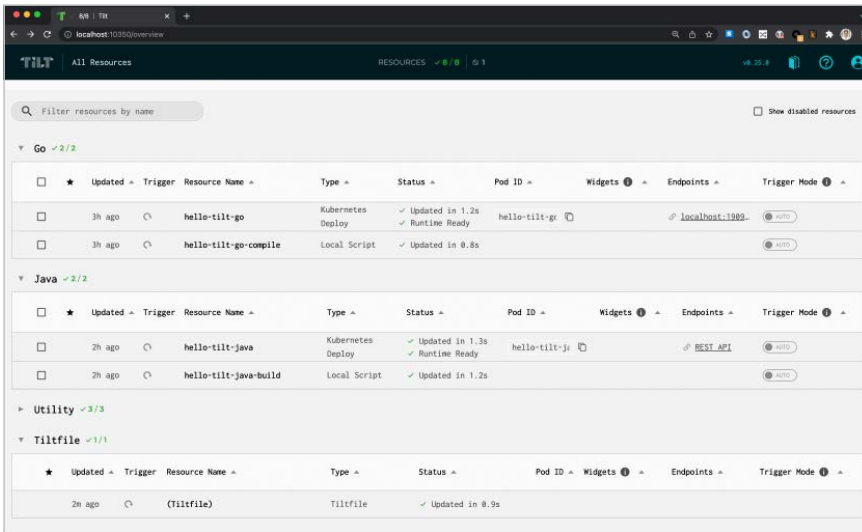 8/8 | Tilt
localhost:10350/overview
TILT All Resources RESOURCES ✓ 8/8 1 v0.25.0
Filter resources by name Show disabled resources
Go ✓ 2/2
Updated Trigger Resource Name Type Status Pod ID Widgets Endpoints Trigger Mode
3h ago hello-tilt-go Kubernetes Deploy ✓ Updated in 1.2s ✓ Runtime Ready hello-tilt-gc localhost:1909… AUTO
3h ago hello-tilt-go-compile Local Script ✓ Updated in 0.8s AUTO
Java ✓ 2/2
Updated Trigger Resource Name Type Status Pod ID Widgets Endpoints Trigger Mode
2h ago hello-tilt-java Kubernetes Deploy ✓ Updated in 1.3s ✓ Runtime Ready hello-tilt-ja REST API AUTO
2h ago hello-tilt-java-build Local Script ✓ Updated in 1.2s AUTO
Utility ✓ 3/3
Tiltfile ✓ 1/1
Updated Trigger Resource Name Type Status Pod ID Widgets Endpoints Trigger Mode
2m ago (Tiltfile) Tiltfile ✓ Updated in 0.9s